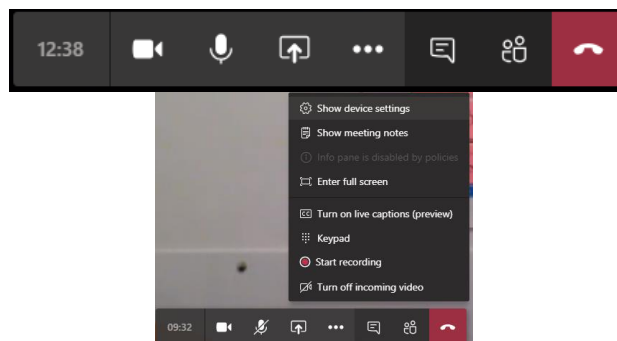 12:38
Show device settings
Show meeting notes
Info pane is disabled by policies
Enter full screen
CC Turn on live captions (preview)
Keypad
Start recording
Turn off incoming video
09:32